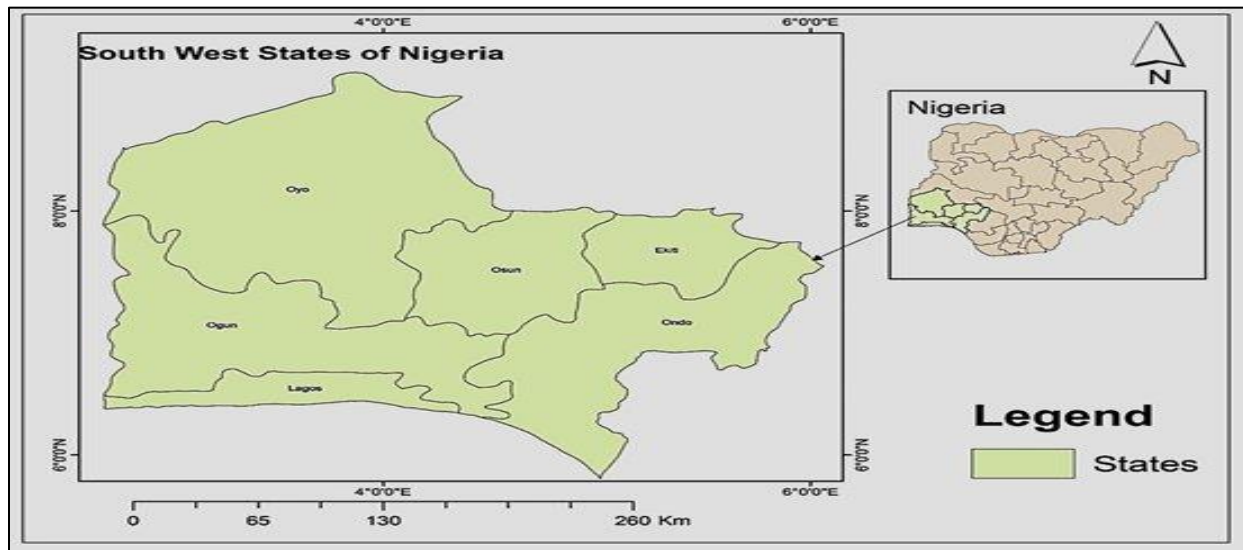 4°0'0"E
6°0'0"E
South West States of Nigeria
N
Nigeria
Oyo
8°0'0"N
8°0'0"N
Ekiti
Osun
Ogun
Ondo
Lagos
Legend
States
6°0'0"N
6°0'0"N
4°0'0"E
6°0'0"E
0 65 130 260 Km